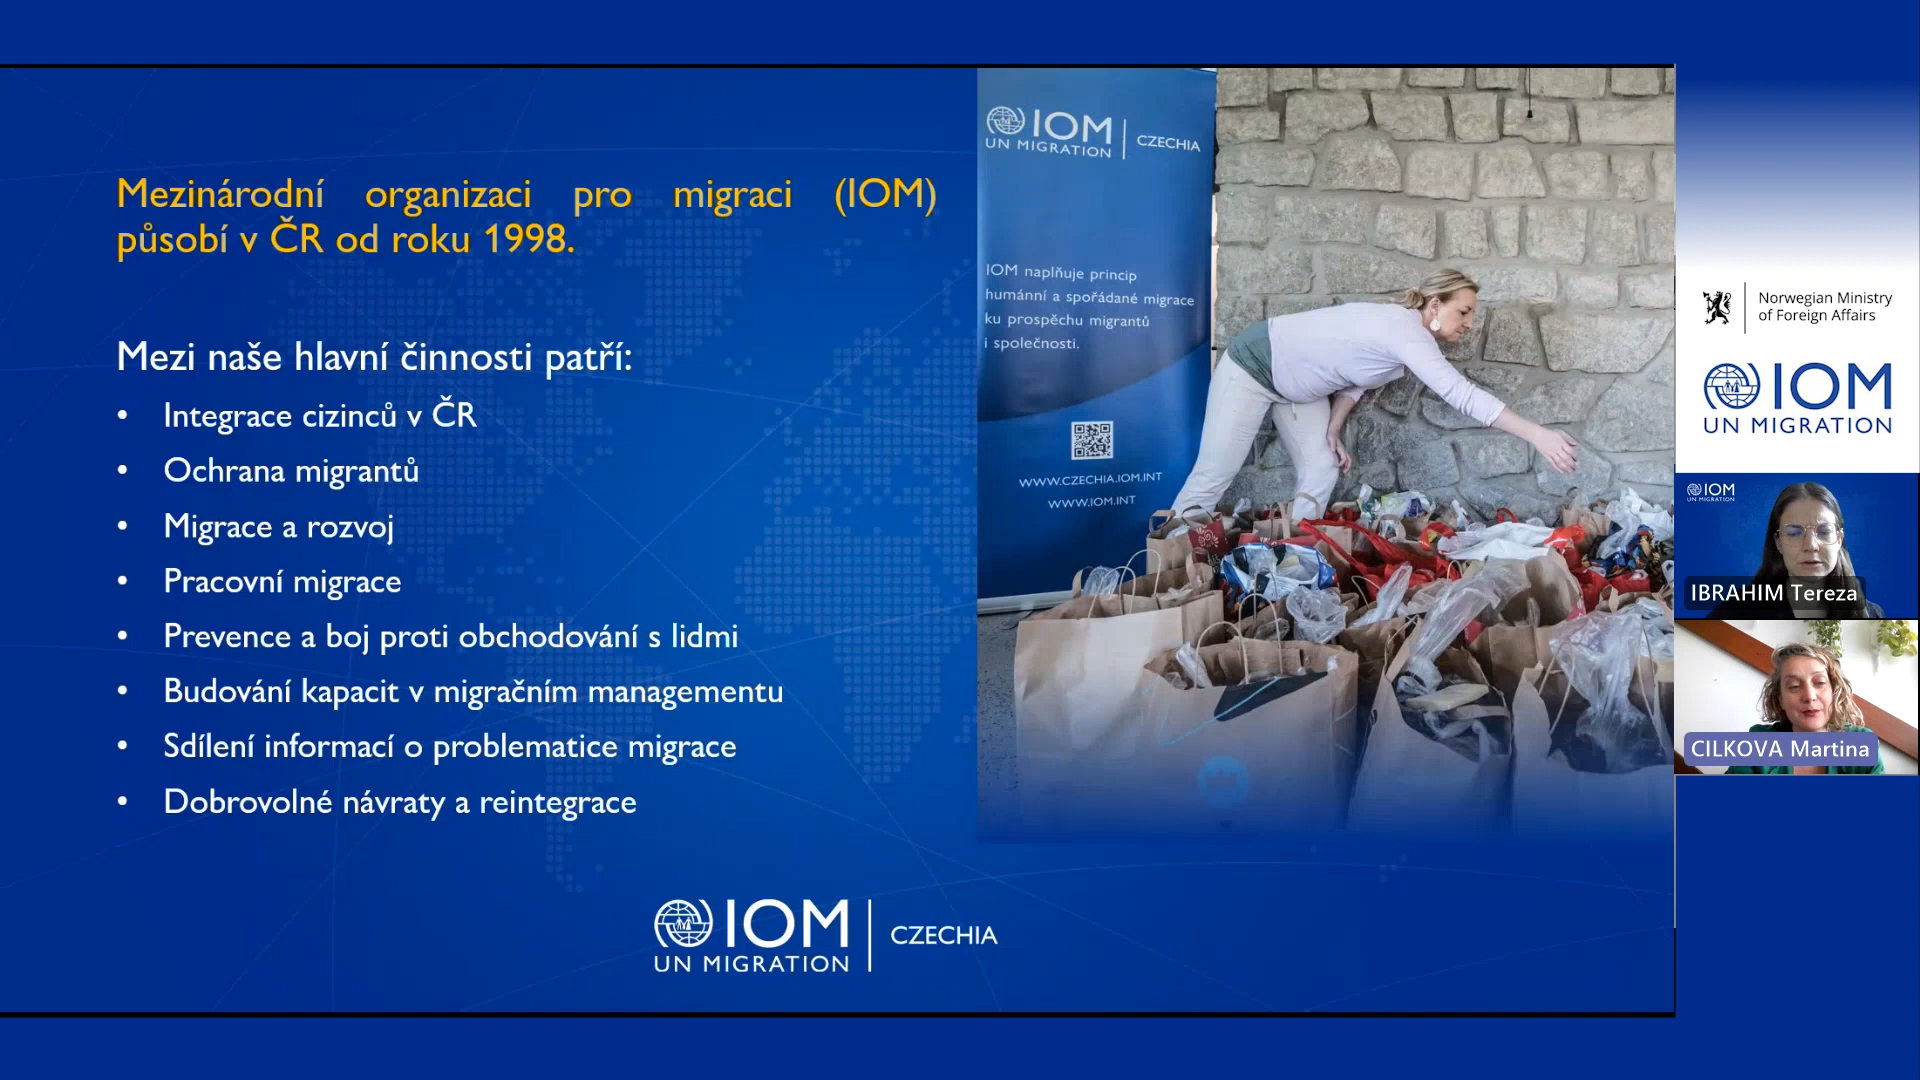 Mezinárodní organizaci pro migraci (IOM)
působí v ČR od roku 1998.
Mezi naše hlavní činnosti patří:
• Integrace cizinců v ČR
• Ochrana migrantů
• Migrace a rozvoj
• Pracovní migrace
• Prevence a boj proti obchodování s lidmi
• Budování kapacit v migračním managementu
• Sdílení informací o problematice migrace
• Dobrovolné návraty a reintegrace
IOM
UN MIGRATION
CZECHIA
IOM
UN MIGRATION
CZECHIA
IOM naplňuje princip
humánní a spořádané migrace
ku prospěchu migrantů
i společnosti.
WWW.CZECHIA.IOM.INT
WWW.IOM.INT
Norwegian Ministry
of Foreign Affairs
IOM
UN MIGRATION
IOM
UN MIGRATION
IBRAHIM Tereza
CILKOVA Martina